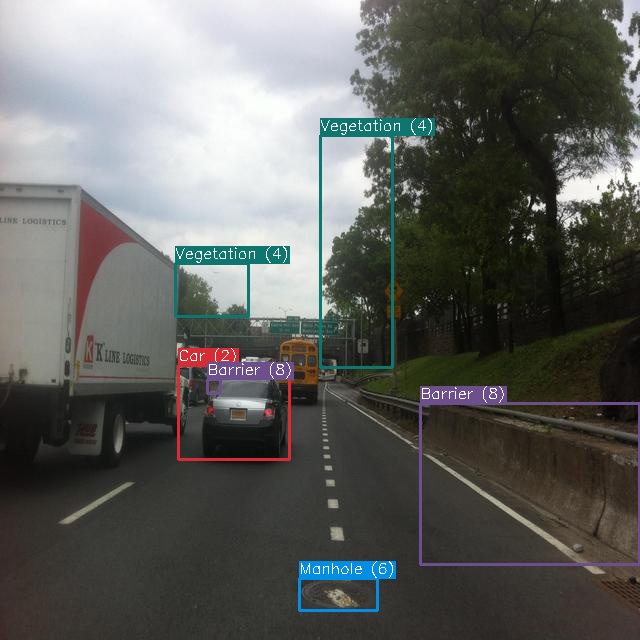 Vegetation (4)
LINE LOGISTICS
Vegetation (4)
Car (2)
K K LINE LOGISTICS
Barrier (8)
Barrier (8)
Manhole (6)